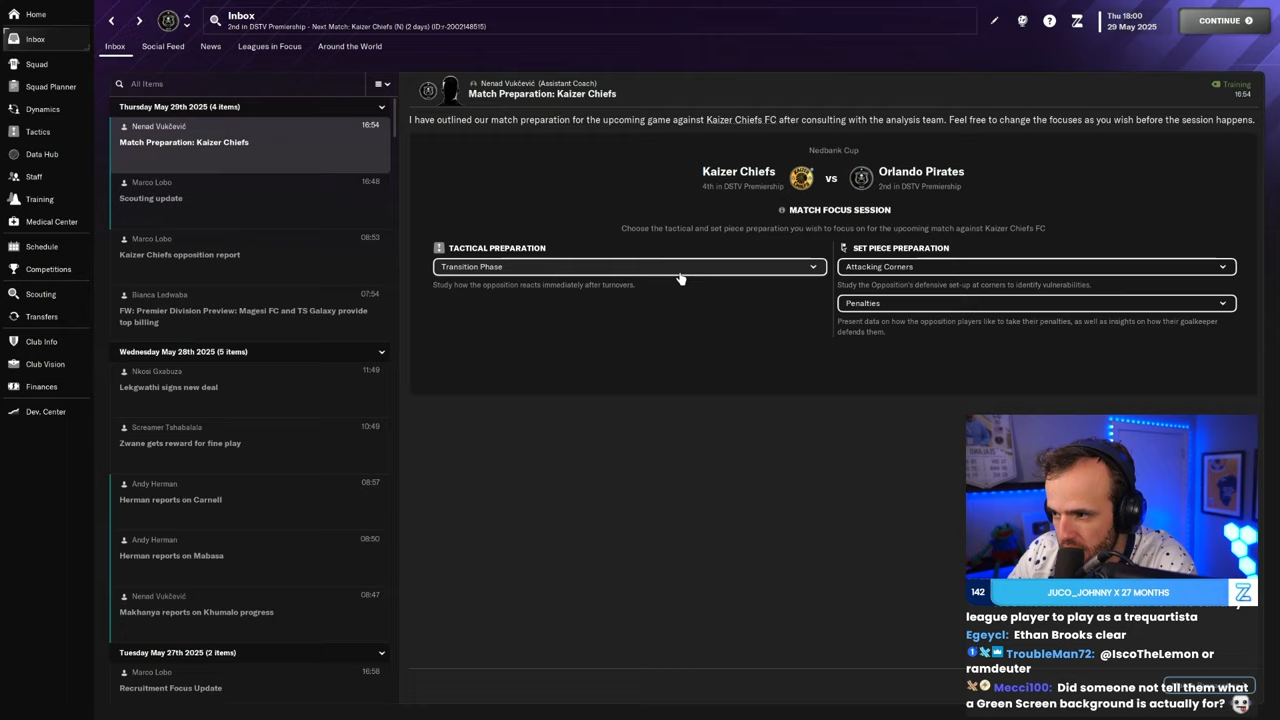 Home
Inbox
Squad
Squad Planner
Dynamics
Tactics
Data Hub
Staff
Training
Medical Center
Schedule
Competitions
Scouting
Transfers
Club Info
Club Vision
Finances
Dev. Center
Inbox
2nd in DSTV Premiership - Next Match: Kaizer Chiefs (N) (2 days) (ID:r-2002148515)
Thu 18:00
29 May 2025
CONTINUE
Inbox
Social Feed
News
Leagues in Focus
Around the World
All Items
Thursday May 29th 2025 (4 items)
Nenad Vukčević
16:54
Match Preparation: Kaizer Chiefs
Marco Lobo
16:48
Scouting update
Marco Lobo
08:53
Kaizer Chiefs opposition report
Bianca Ledwaba
07:54
FW: Premier Division Preview: Magesi FC and TS Galaxy provide
top billing
Wednesday May 28th 2025 (5 items)
Nkosi Gxabuza
11:49
Lekgwathi signs new deal
Screamer Tshabalala
10:49
Zwane gets reward for fine play
Andy Herman
08:57
Herman reports on Carnell
Andy Herman
08:50
Herman reports on Mabasa
Nenad Vukčević
08:47
Makhanya reports on Khumalo progress
Tuesday May 27th 2025 (2 items)
Marco Lobo
16:58
Recruitment Focus Update
Nenad Vukčević (Assistant Coach)
Match Preparation: Kaizer Chiefs
Training
16:54
I have outlined our match preparation for the upcoming game against Kaizer Chiefs FC after consulting with the analysis team. Feel free to change the focuses as you wish before the session happens.
Nedbank Cup
Kaizer Chiefs
4th in DSTV Premiership
vs
Orlando Pirates
2nd in DSTV Premiership
MATCH FOCUS SESSION
Choose the tactical and set piece preparation you wish to focus on for the upcoming match against Kaizer Chiefs FC
TACTICAL PREPARATION
Transition Phase
Study how the opposition reacts immediately after turnovers.
SET PIECE PREPARATION
Attacking Corners
Study the Opposition's defensive set-up at corners to identify vulnerabilities.
Penalties
Present data on how the opposition players like to take their penalties, as well as insights on how their goalkeeper
defends them.
142
JUCO_JOHNNY X 27 MONTHS
league player to play as a trequartista
Egeycl: Ethan Brooks clear
TroubleMan72: @IscoTheLemon or
ramdeuter
Mecci100: Did someone not tell them what
a Green Screen background is actually for?